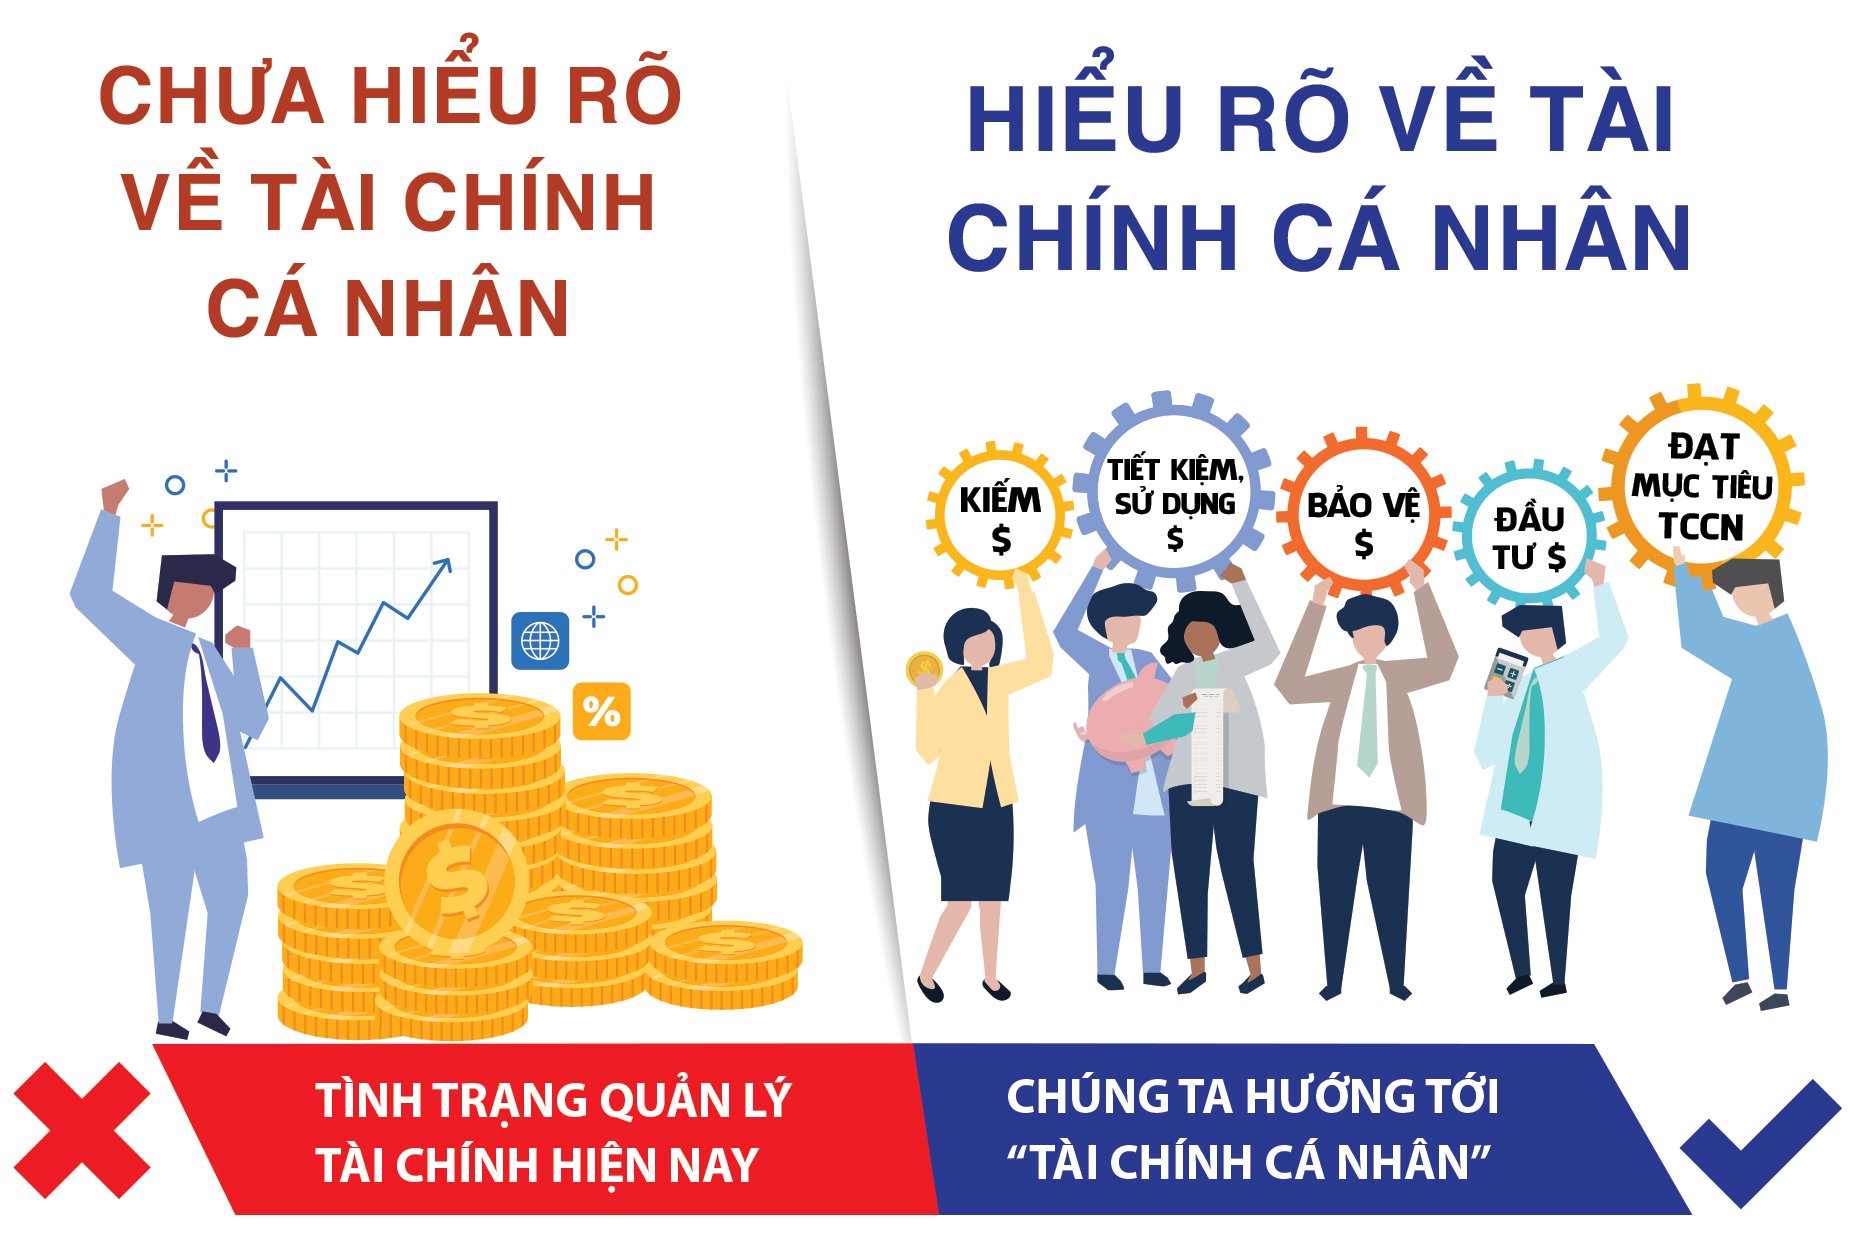 CHƯA HIỂU RÕ
VỀ TÀI CHÍNH
CÁ NHÂN
%
TÌNH TRẠNG QUẢN LÝ
TÀI CHÍNH HIỆN NAY
HIỂU RÕ VỀ TÀI
CHÍNH CÁ NHÂN
KIẾM
$
TIẾT KIỆM,
SỬ DỤNG
$
BẢO VỆ
$
ĐẦU
TƯ $
ĐẠT
MỤC TIÊU
TCCN
CHÚNG TA HƯỚNG TỚI
“TÀI CHÍNH CÁ NHÂN”